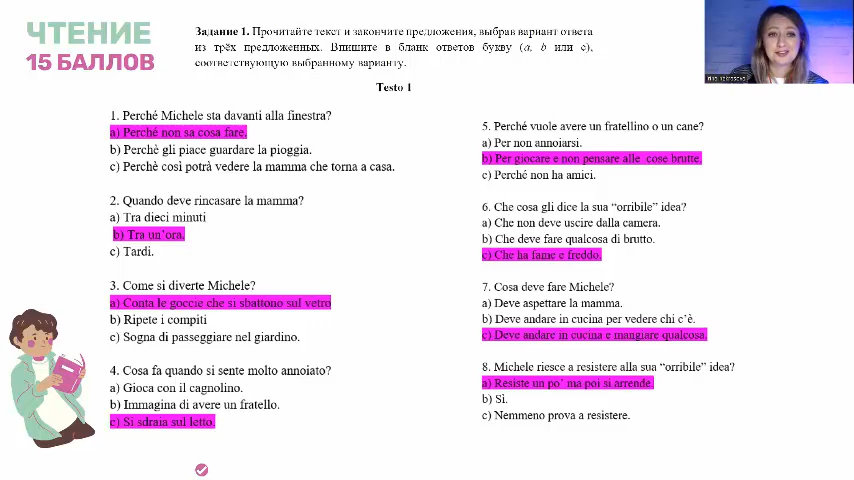 ЧТЕНИЕ
15 БАЛЛОВ
Задание 1. Прочитайте текст и закончите предложения, выбрав вариант ответа
из трёх предложенных. Впишите в бланк ответов букву (a, b или c),
соответствующую выбранному варианту.
Testo 1
1. Perché Michele sta davanti alla finestra?
a) Perché non sa cosa fare.
b) Perchè gli piace guardare la pioggia.
c) Perchè così potrà vedere la mamma che torna a casa.
2. Quando deve rincasare la mamma?
a) Tra dieci minuti
b) Tra un’ora.
c) Tardi.
3. Come si diverte Michele?
a) Conta le goccie che si sbattono sul vetro
b) Ripete i compiti
c) Sogna di passeggiare nel giardino.
4. Cosa fa quando si sente molto annoiato?
a) Gioca con il cagnolino.
b) Immagina di avere un fratello.
c) Si sdraia sul letto.
5. Perché vuole avere un fratellino o un cane?
a) Per non annoiarsi.
b) Per giocare e non pensare alle cose brutte.
c) Perché non ha amici.
6. Che cosa gli dice la sua “orribile” idea?
a) Che non deve uscire dalla camera.
b) Che deve fare qualcosa di brutto.
c) Che ha fame e freddo.
7. Cosa deve fare Michele?
a) Deve aspettare la mamma.
b) Deve andare in cucina per vedere chi c’è.
c) Deve andare in cucina e mangiare qualcosa.
8. Michele riesce a resistere alla sua “orribile” idea?
a) Resiste un po’ ma poi si arrende.
b) Sì.
c) Nemmeno prova a resistere.